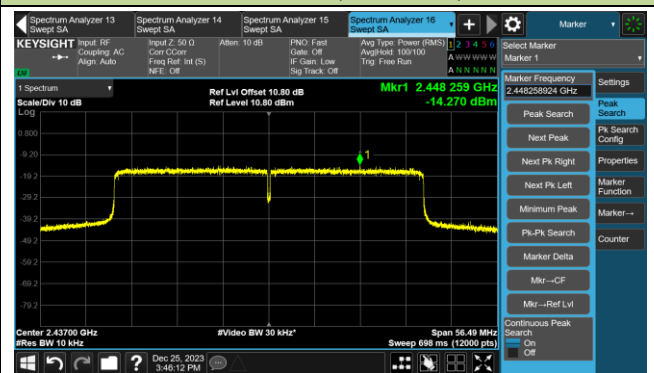 Spectrum Analyzer 13
Swept SA
Spectrum Analyzer 14
Swept SA
Spectrum Analyzer 15
Swept SA
Spectrum Analyzer 16
Swept SA
Marker
KEYSIGHT
Input: RF
Coupling: AC
Align: Auto
Input Z: 50 Ω
Corr CCorr
Freq Ref: Int (S)
NFE: Off
Atten: 10 dB
PNO: Fast
Gate: Off
IF Gain: Low
Sig Track: Off
Avg Type: Power (RMS)
Avg|Hold: 100/100
Trig: Free Run
1 2 3 4 5 6
A W W W W W
A N N N N N
LXI
Select Marker
Marker 1
1 Spectrum
Scale/Div 10 dB
Log
Ref Lvl Offset 10.80 dB
Ref Level 10.80 dBm
Mkr1 2.448 259 GHz
-14.270 dBm
0.800
-9.20
-19.2
-29.2
-39.2
-49.2
-59.2
-69.2
-79.2
1
Center 2.43700 GHz
#Res BW 10 kHz
#Video BW 30 kHz*
Span 56.49 MHz
Sweep 698 ms (12000 pts)
Marker Frequency
2.448258924 GHz
Peak Search
Next Peak
Next Pk Right
Next Pk Left
Minimum Peak
Pk-Pk Search
Marker Delta
Mkr→CF
Mkr→Ref Lvl
Continuous Peak
Search
On
Off
Settings
Peak
Search
Pk Search
Config
Properties
Marker
Function
Marker→
Counter
Dec 25, 2023
3:46:12 PM